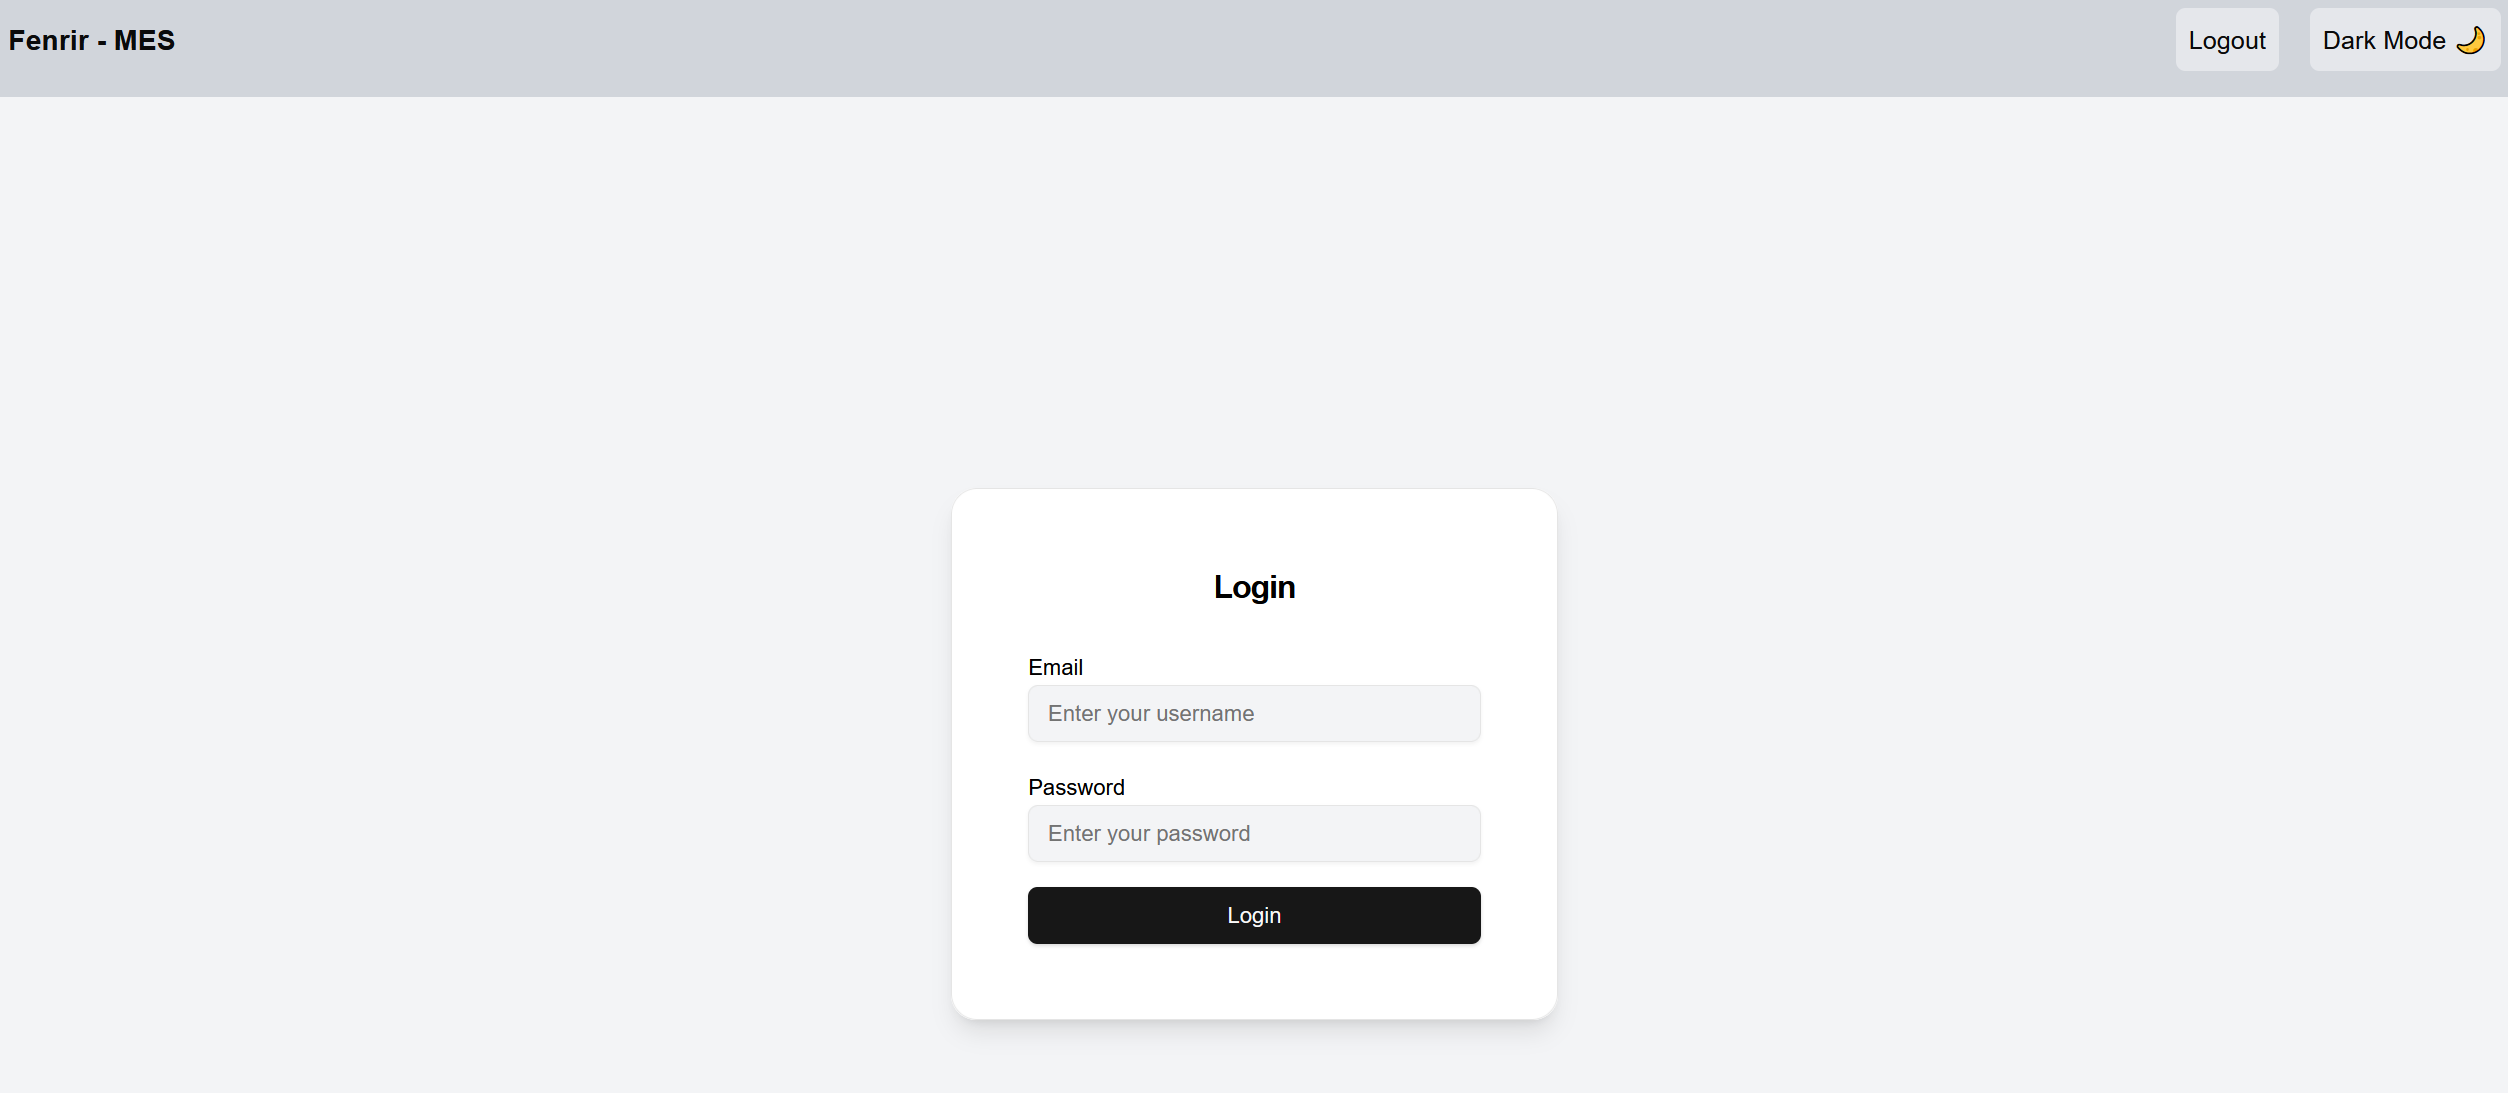 Fenrir - MES
Logout
Dark Mode 🌙
Login
Email
Enter your username
Password
Enter your password
Login